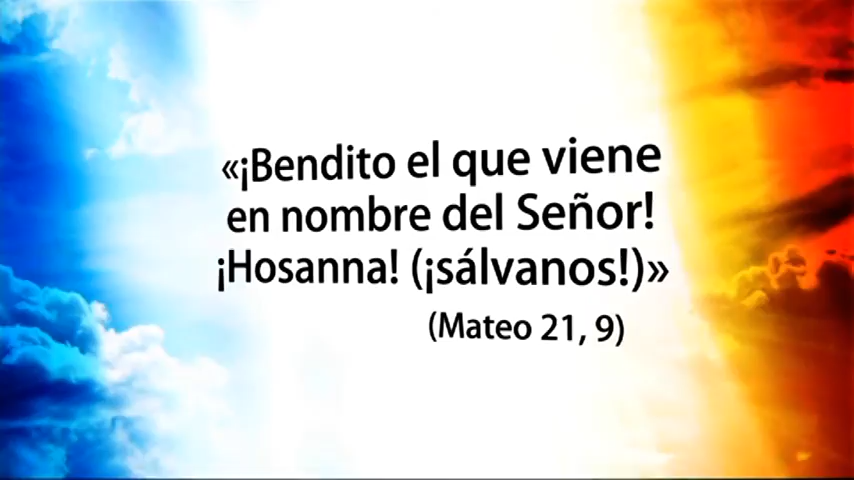 «¡Bendito el que viene
en nombre del Señor!
¡Hosanna! (¡sálvanos!)»
(Mateo 21, 9)